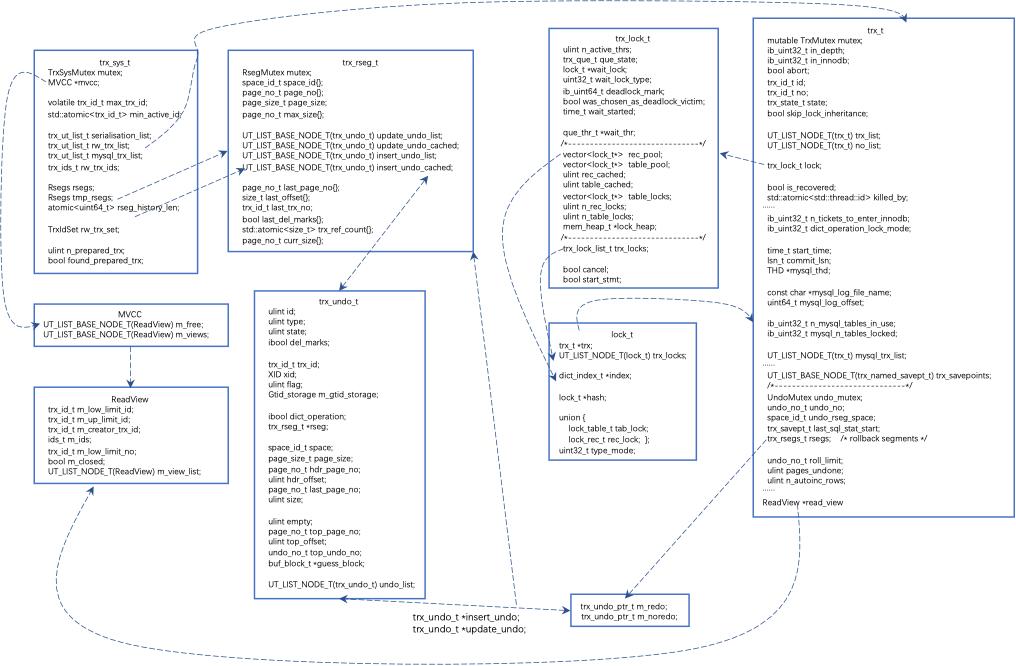 trx_sys_t
TrxSysMutex mutex;
MVCC *mvcc;
volatile trx_id_t max_trx_id;
std::atomic<trx_id_t> min_active_id;
trx_ut_list_t serialisation_list;
trx_ut_list_t rw_trx_list;
trx_ut_list_t mysql_trx_list;
trx_ids_t rw_trx_ids;
Rsegs rsegs;
Rsegs tmp_rsegs;
atomic<uint64_t> rseg_history_len;
TrxIdSet rw_trx_set;
ulint n_prepared_trx;
bool found_prepared_trx;
trx_rseg_t
RsegMutex mutex;
space_id_t space_id{};
page_no_t page_no{};
page_size_t page_size;
page_no_t max_size{};
UT_LIST_BASE_NODE_T(trx_undo_t) update_undo_list;
UT_LIST_BASE_NODE_T(trx_undo_t) update_undo_cached;
UT_LIST_BASE_NODE_T(trx_undo_t) insert_undo_list;
UT_LIST_BASE_NODE_T(trx_undo_t) insert_undo_cached;
page_no_t last_page_no{};
size_t last_offset{};
trx_id_t last_trx_no;
bool last_del_marks{};
std::atomic<size_t> trx_ref_count{};
page_no_t curr_size{};
trx_lock_t
ulint n_active_thrs;
trx_que_t que_state;
lock_t *wait_lock;
uint32_t wait_lock_type;
ib_uint64_t deadlock_mark;
bool was_chosen_as_deadlock_victim;
time_t wait_started;
que_thr_t *wait_thr;
/*------------------------------*/
vector<lock_t*> rec_pool;
vector<lock_t*> table_pool;
ulint rec_cached;
ulint table_cached;
vector<lock_t*> table_locks;
ulint n_rec_locks;
ulint n_table_locks;
mem_heap_t *lock_heap;
/*------------------------------*/
trx_lock_list_t trx_locks;
bool cancel;
bool start_stmt;
trx_t
mutable TrxMutex mutex;
ib_uint32_t in_depth;
ib_uint32_t in_innodb;
bool abort;
trx_id_t id;
trx_id_t no;
trx_state_t state;
bool skip_lock_inheritance;
UT_LIST_NODE_T(trx_t) trx_list;
UT_LIST_NODE_T(trx_t) no_list;
trx_lock_t lock;
bool is_recovered;
std::atomic<std::thread::id> killed_by;
......
ib_uint32_t n_tickets_to_enter_innodb;
ib_uint32_t dict_operation_lock_mode;
time_t start_time;
lsn_t commit_lsn;
THD *mysql_thd;
const char *mysql_log_file_name;
uint64_t mysql_log_offset;
ib_uint32_t n_mysql_tables_in_use;
ib_uint32_t mysql_n_tables_locked;
UT_LIST_NODE_T(trx_t) mysql_trx_list;
......
UT_LIST_BASE_NODE_T(trx_named_savept_t) trx_savepoints;
/*------------------------------*/
UndoMutex undo_mutex;
undo_no_t undo_no;
space_id_t undo_rseg_space;
trx_savept_t last_sql_stat_start;
trx_rsegs_t rsegs; /* rollback segments */
undo_no_t roll_limit;
ulint pages_undone;
ulint n_autoinc_rows;
......
ReadView *read_view
MVCC
UT_LIST_BASE_NODE_T(ReadView) m_free;
UT_LIST_BASE_NODE_T(ReadView) m_views;
ReadView
trx_id_t m_low_limit_id;
trx_id_t m_up_limit_id;
trx_id_t m_creator_trx_id;
ids_t m_ids;
trx_id_t m_low_limit_no;
bool m_closed;
UT_LIST_NODE_T(ReadView) m_view_list;
trx_undo_t
ulint id;
ulint type;
ulint state;
ibool del_marks;
trx_id_t trx_id;
XID xid;
ulint flag;
Gtid_storage m_gtid_storage;
ibool dict_operation;
trx_rseg_t *rseg;
space_id_t space;
page_size_t page_size;
page_no_t hdr_page_no;
ulint hdr_offset;
page_no_t last_page_no;
ulint size;
ulint empty;
page_no_t top_page_no;
ulint top_offset;
undo_no_t top_undo_no;
buf_block_t *guess_block;
UT_LIST_NODE_T(trx_undo_t) undo_list;
lock_t
trx_t *trx;
UT_LIST_NODE_T(lock_t) trx_locks;
dict_index_t *index;
lock_t *hash;
union {
lock_table_t tab_lock;
lock_rec_t rec_lock; };
uint32_t type_mode;
trx_undo_ptr_t m_redo;
trx_undo_ptr_t m_noredo;
trx_undo_t *insert_undo;
trx_undo_t *update_undo;